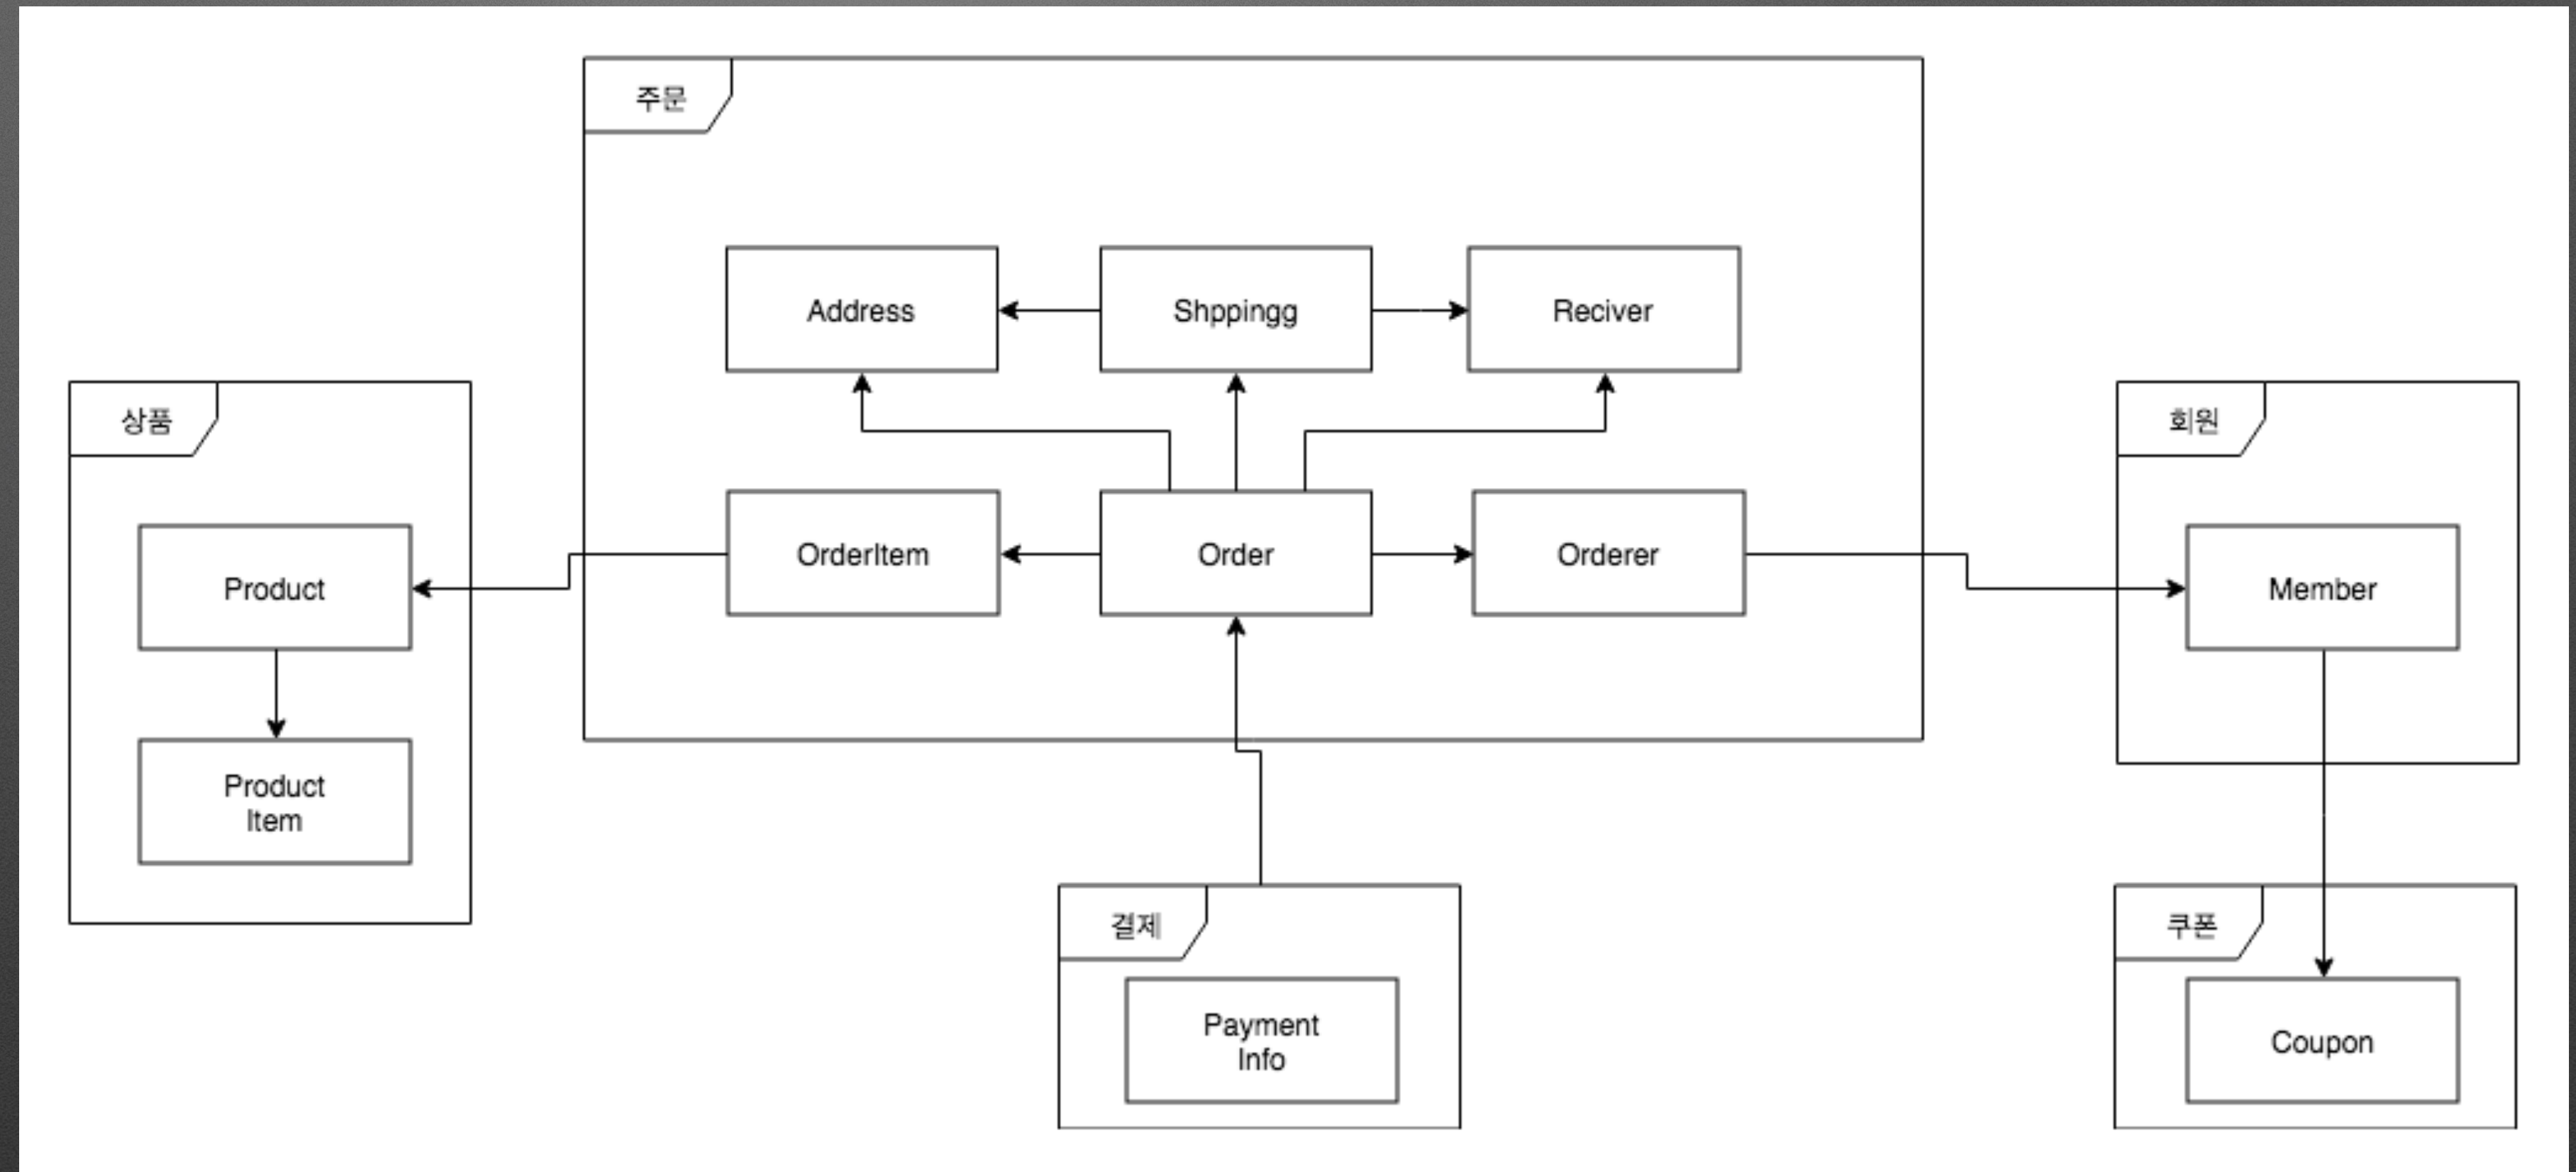 주문
Address
Shppingg
Reciver
상품
회원
OrderItem
Order
Orderer
Product
Member
Product
Item
결제
쿠폰
Payment
Info
Coupon